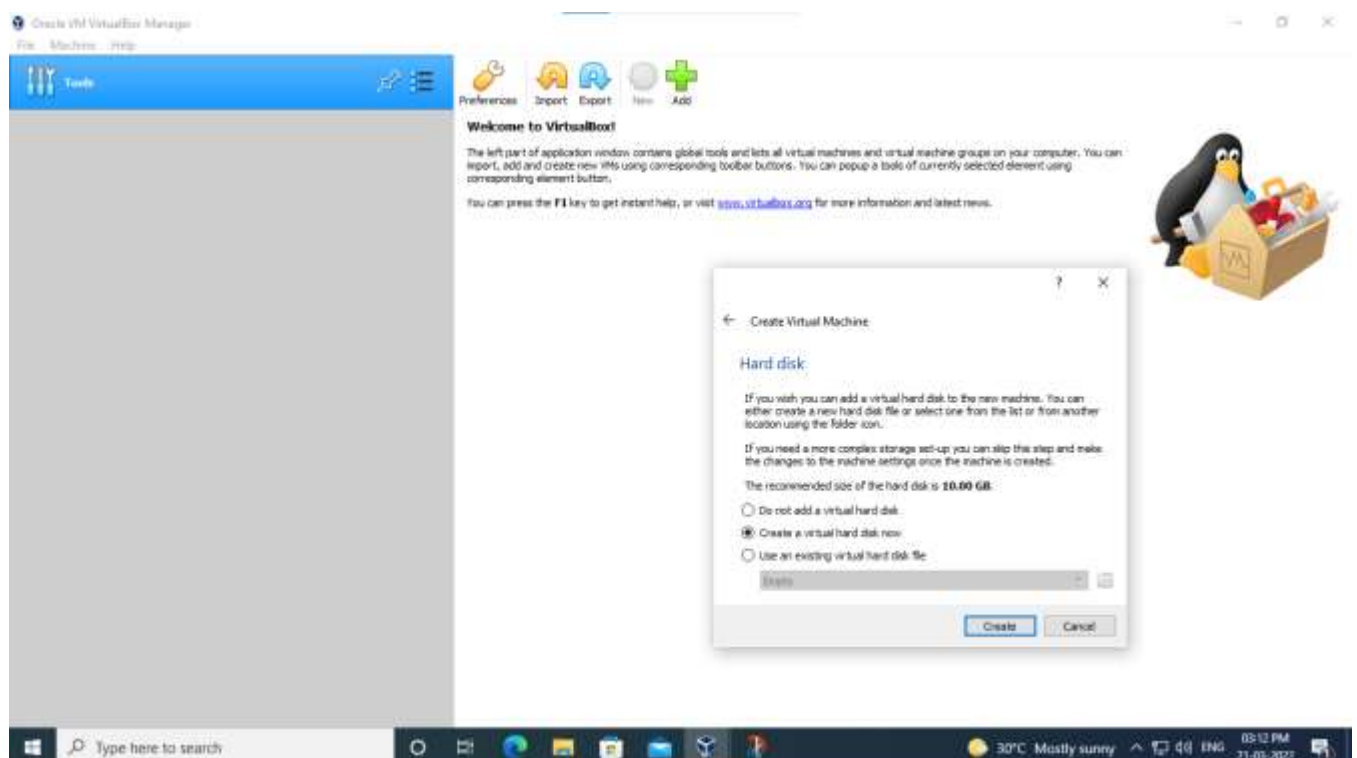 Oracle VM VirtualBox Manager
File Machine Help
Tools
Preferences Import Export New Add
Welcome to VirtualBox!
The left part of application window contains global tools and lists all virtual machines and virtual machine groups on your computer. You can
import, add and create new VMs using corresponding toolbar buttons. You can popup a tools of currently selected element using
corresponding element button.
You can press the F1 key to get instant help, or visit www.virtualbox.org for more information and latest news.
? ×
← Create Virtual Machine
Hard disk
If you wish you can add a virtual hard disk to the new machine. You can
either create a new hard disk file or select one from the list or from another
location using the folder icon.
If you need a more complex storage set-up you can skip this step and make
the changes to the machine settings once the machine is created.
The recommended size of the hard disk is 10.00 GB.
Do not add a virtual hard disk
Create a virtual hard disk now
Use an existing virtual hard disk file
Empty
Create Cancel
Type here to search
30°C Mostly sunny ENG
03:12 PM
21-03-2022